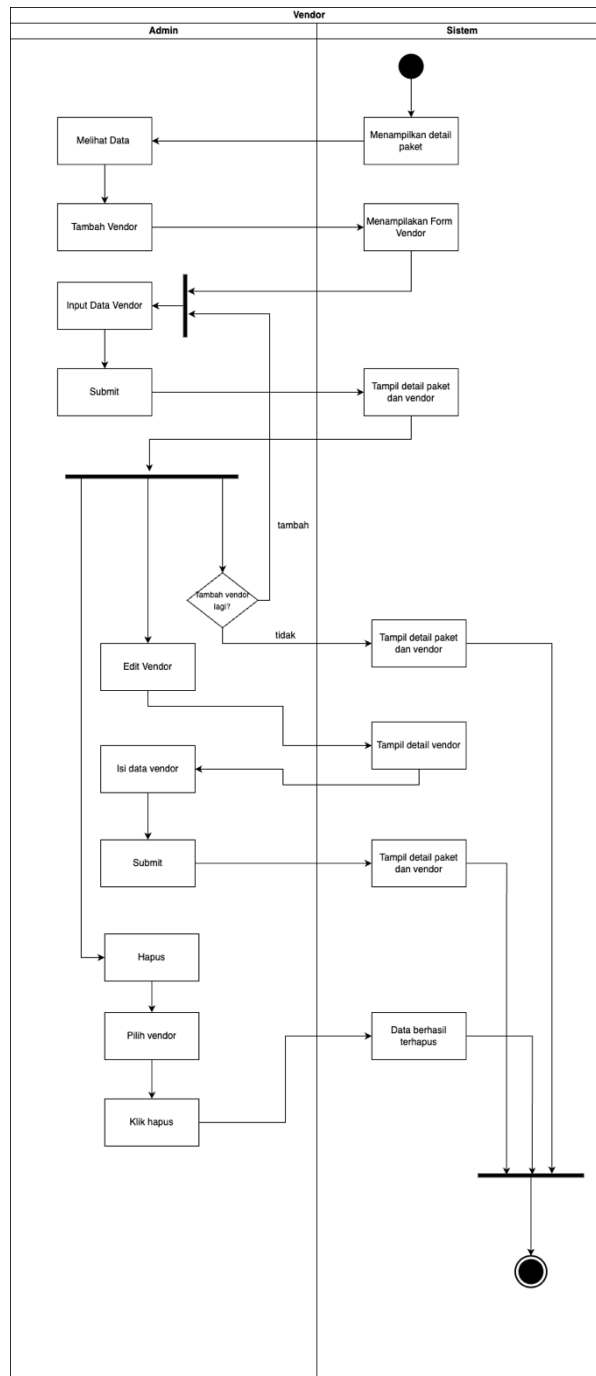 Vendor
Admin
Sistem
Menampilkan detail
paket
Melihat Data
Tambah Vendor
Menampilakan Form
Vendor
Input Data Vendor
Submit
Tampil detail paket
dan vendor
tambah
Tambah vendor
lagi?
tidak
Tampil detail paket
dan vendor
Edit Vendor
Tampil detail vendor
Isi data vendor
Submit
Tampil detail paket
dan vendor
Hapus
Pilih vendor
Data berhasil
terhapus
Klik hapus